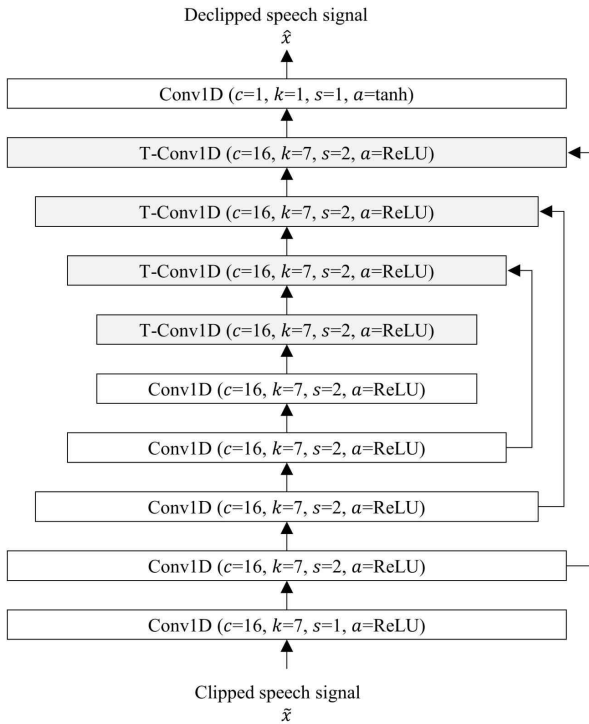 Declipped speech signal
x̂
Conv1D (c=1, k=1, s=1, a=tanh)
T-Conv1D (c=16, k=7, s=2, a=ReLU)
T-Conv1D (c=16, k=7, s=2, a=ReLU)
T-Conv1D (c=16, k=7, s=2, a=ReLU)
T-Conv1D (c=16, k=7, s=2, a=ReLU)
Conv1D (c=16, k=7, s=2, a=ReLU)
Conv1D (c=16, k=7, s=2, a=ReLU)
Conv1D (c=16, k=7, s=2, a=ReLU)
Conv1D (c=16, k=7, s=2, a=ReLU)
Conv1D (c=16, k=7, s=1, a=ReLU)
Clipped speech signal
x̃